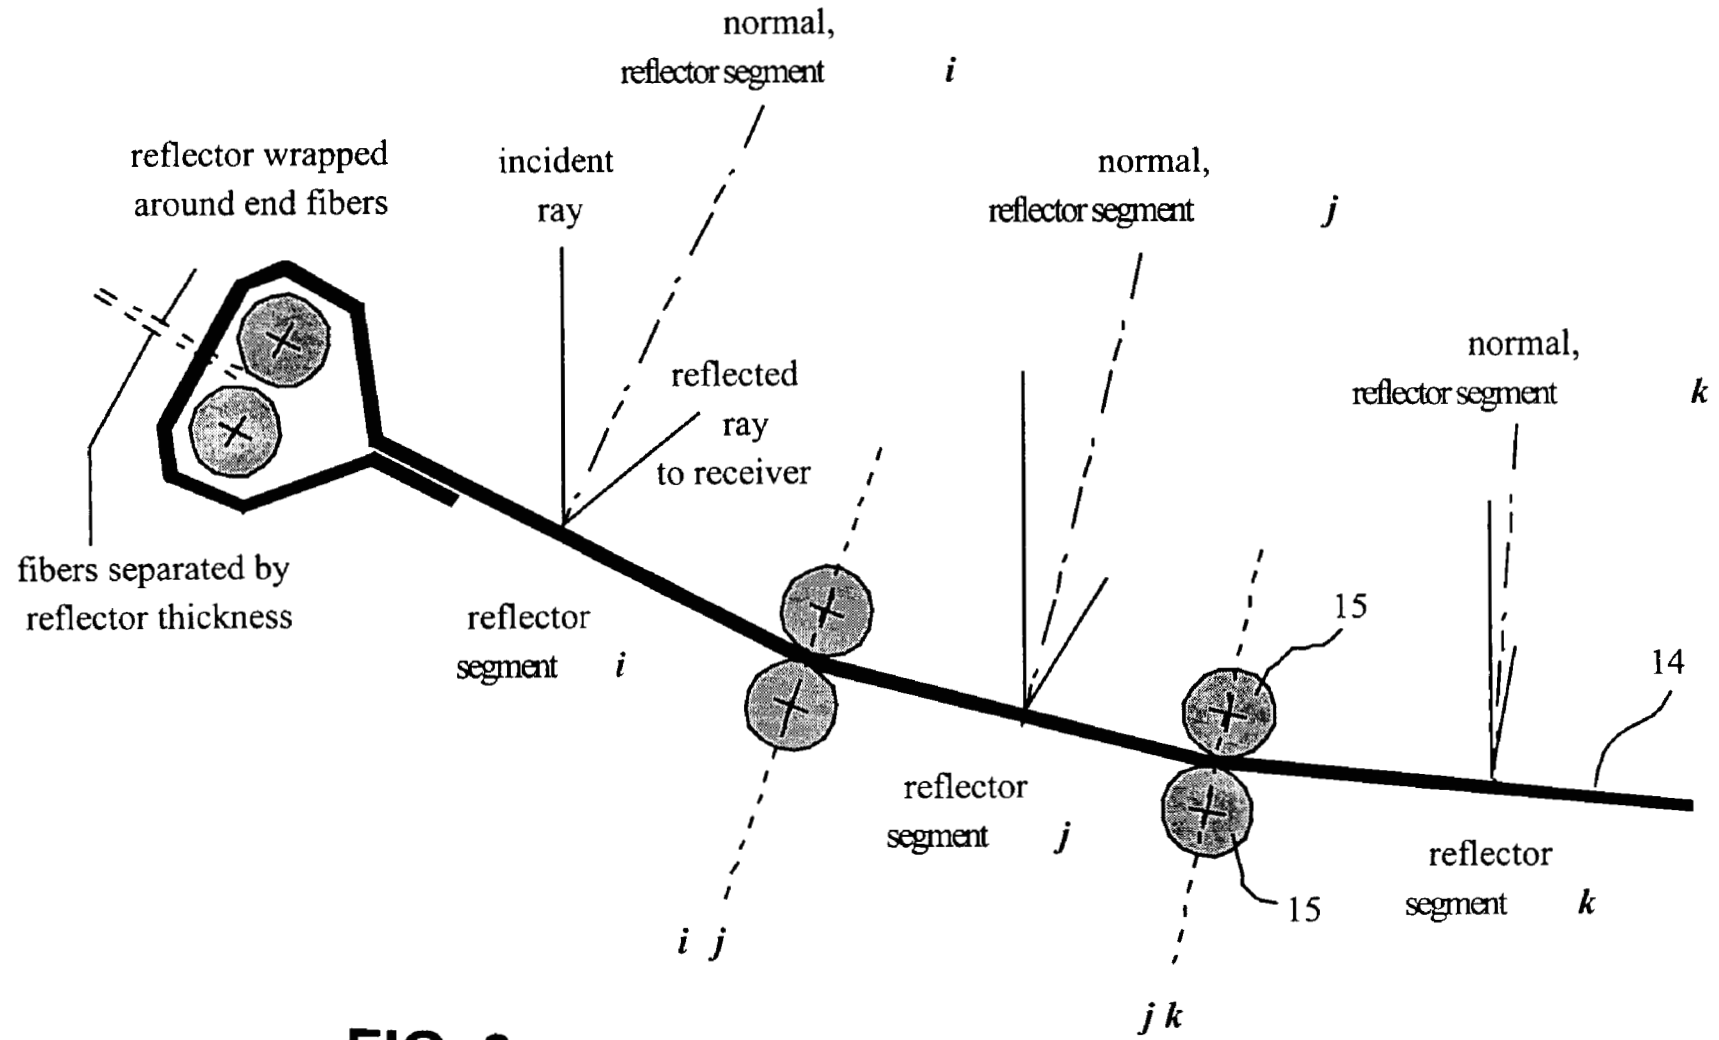 normal,
reflector segment i
reflector wrapped
around end fibers
incident
ray
normal,
reflector segment j
reflected
ray
to receiver
normal,
reflector segment k
fibers separated by
reflector thickness
reflector
segment i
15
14
reflector
segment j
reflector
segment k
15
i j
j k